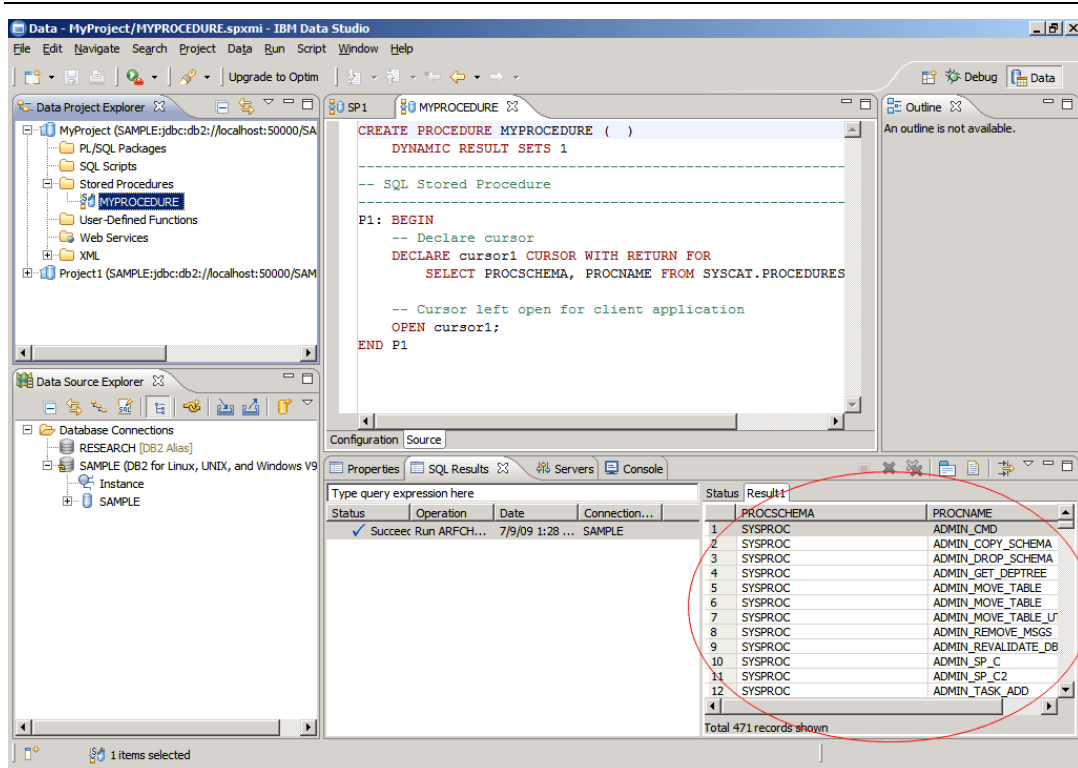 Data - MyProject/MYPROCEDURE.spxmi - IBM Data Studio
File Edit Navigate Search Project Data Run Script Window Help
Upgrade to Optim
Debug Data
Data Project Explorer
MyProject (SAMPLE:jdbc:db2://localhost:50000/SA
PL/SQL Packages
SQL Scripts
Stored Procedures
MYPROCEDURE
User-Defined Functions
Web Services
XML
Project1 (SAMPLE:jdbc:db2://localhost:50000/SAM
SP1 MYPROCEDURE
CREATE PROCEDURE MYPROCEDURE ( )
DYNAMIC RESULT SETS 1
------------------------------------------------------------------------
-- SQL Stored Procedure
------------------------------------------------------------------------
P1: BEGIN
-- Declare cursor
DECLARE cursor1 CURSOR WITH RETURN FOR
SELECT PROCSCHEMA, PROCNAME FROM SYSCAT.PROCEDURES
-- Cursor left open for client application
OPEN cursor1;
END P1
Configuration Source
Outline
An outline is not available.
Data Source Explorer
Database Connections
RESEARCH [DB2 Alias]
SAMPLE (DB2 for Linux, UNIX, and Windows V9
Instance
SAMPLE
Properties SQL Results Servers Console
Type query expression here
Status Operation Date Connection...
Succeec Run ARFCH... 7/9/09 1:28 ... SAMPLE
Status Result1
PROCSCHEMA PROCNAME
1 SYSPROC ADMIN_CMD
2 SYSPROC ADMIN_COPY_SCHEMA
3 SYSPROC ADMIN_DROP_SCHEMA
4 SYSPROC ADMIN_GET_DEPTREE
5 SYSPROC ADMIN_MOVE_TABLE
6 SYSPROC ADMIN_MOVE_TABLE
7 SYSPROC ADMIN_MOVE_TABLE_U
8 SYSPROC ADMIN_REMOVE_MSGS
9 SYSPROC ADMIN_REVALIDATE_DB
10 SYSPROC ADMIN_SP_C
11 SYSPROC ADMIN_SP_C2
12 SYSPROC ADMIN_TASK_ADD
Total 471 records shown
1 items selected